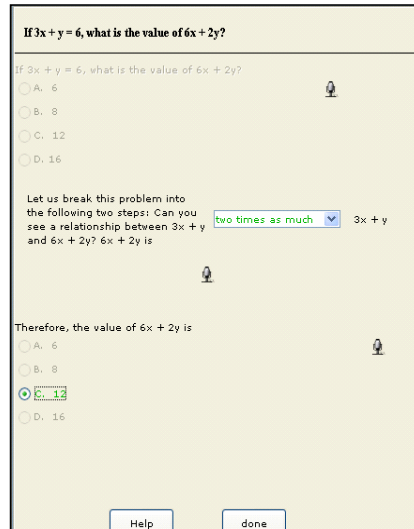 If 3x + y = 6, what is the value of 6x + 2y?
If 3x + y = 6, what is the value of 6x + 2y?
A. 6
B. 8
C. 12
D. 16
Let us break this problem into
the following two steps: Can you
see a relationship between 3x + y
and 6x + 2y? 6x + 2y is
two times as much
3x + y
Therefore, the value of 6x + 2y is
A. 6
B. 8
C. 12
D. 16
Help
done